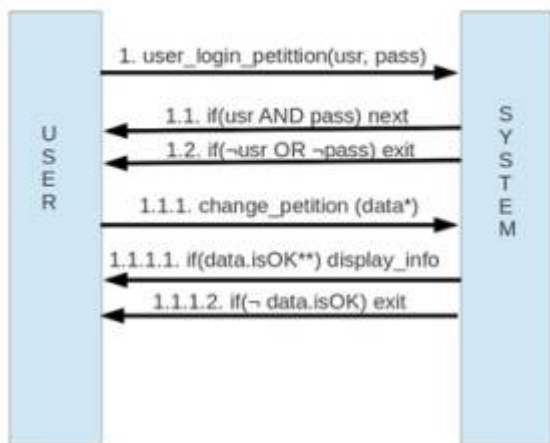 1. user_login_petittion(usr, pass)
1.1. if(usr AND pass) next
1.2. if(¬usr OR ¬pass) exit
USER
SYSTEM
1.1.1. change_petition (data*)
1.1.1.1. if(data.isOK**) display_info
1.1.1.2. if(¬ data.isOK) exit